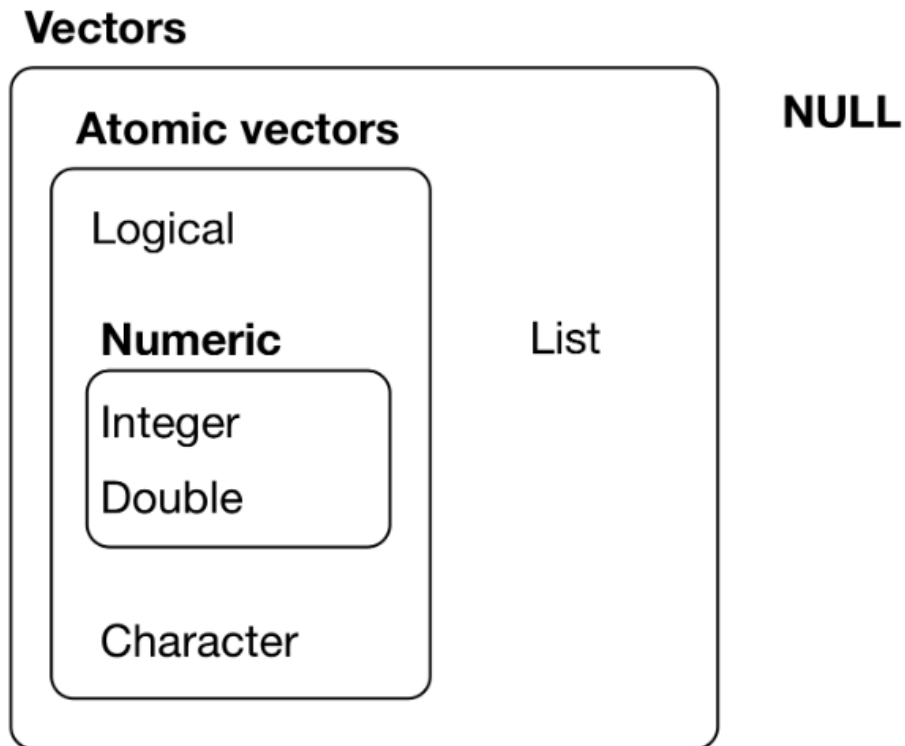 Vectors
NULL
Atomic vectors
Logical
Numeric
List
Integer
Double
Character